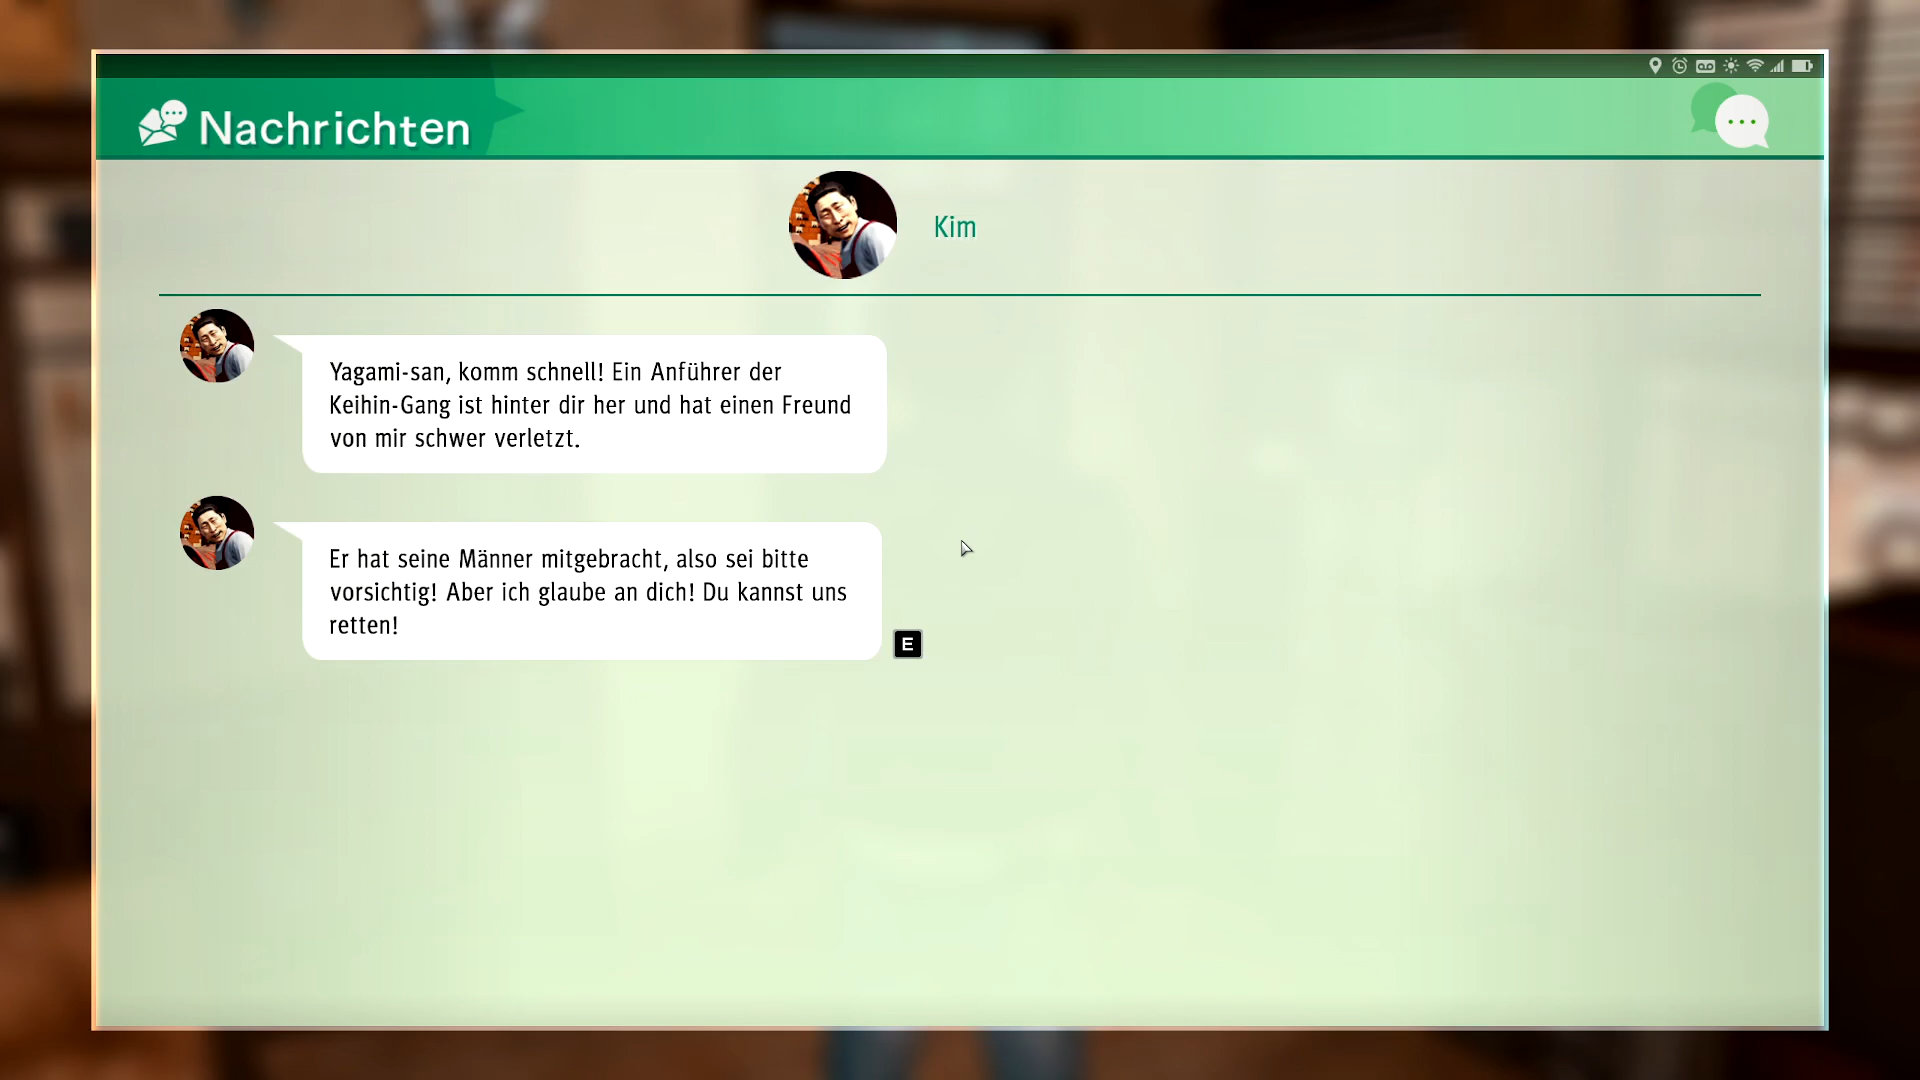 Nachrichten
Kim
Yagami-san, komm schnell! Ein Anführer der
Keihin-Gang ist hinter dir her und hat einen Freund
von mir schwer verletzt.
Er hat seine Männer mitgebracht, also sei bitte
vorsichtig! Aber ich glaube an dich! Du kannst uns
retten!
E